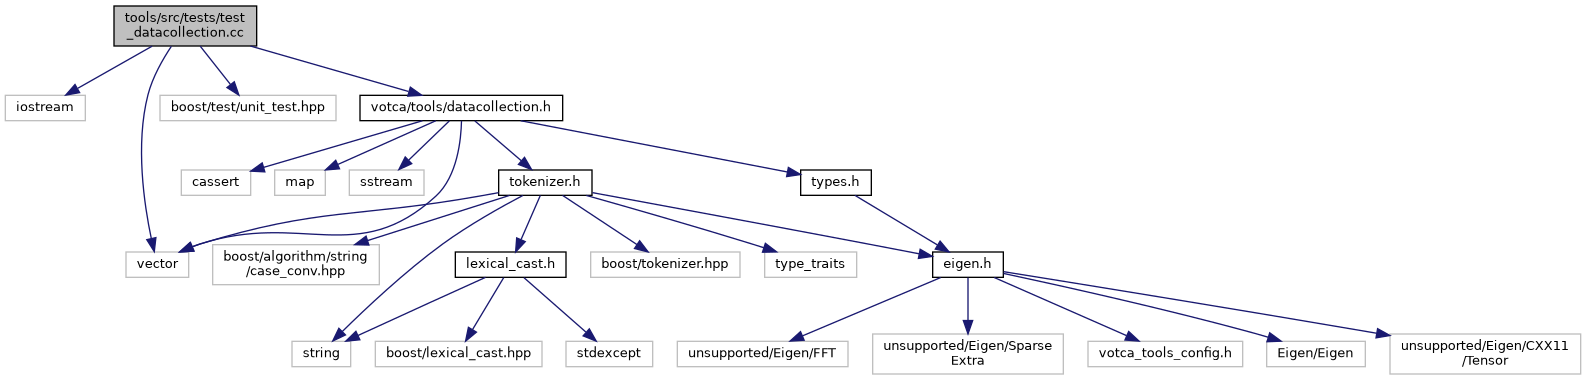 tools/src/tests/test
_datacollection.cc
iostream
boost/test/unit_test.hpp
votca/tools/datacollection.h
cassert
map
sstream
tokenizer.h
types.h
vector
boost/algorithm/string
/case_conv.hpp
lexical_cast.h
boost/tokenizer.hpp
type_traits
eigen.h
string
boost/lexical_cast.hpp
stdexcept
unsupported/Eigen/FFT
unsupported/Eigen/Sparse
Extra
votca_tools_config.h
Eigen/Eigen
unsupported/Eigen/CXX11
/Tensor